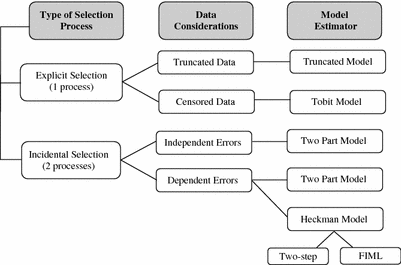 Type of Selection
Process
Data
Considerations
Model
Estimator
Explicit Selection
(1 process)
Truncated Data
Truncated Model
Censored Data
Tobit Model
Incidental Selection
(2 processes)
Independent Errors
Two Part Model
Dependent Errors
Two Part Model
Heckman Model
Two-step
FIML